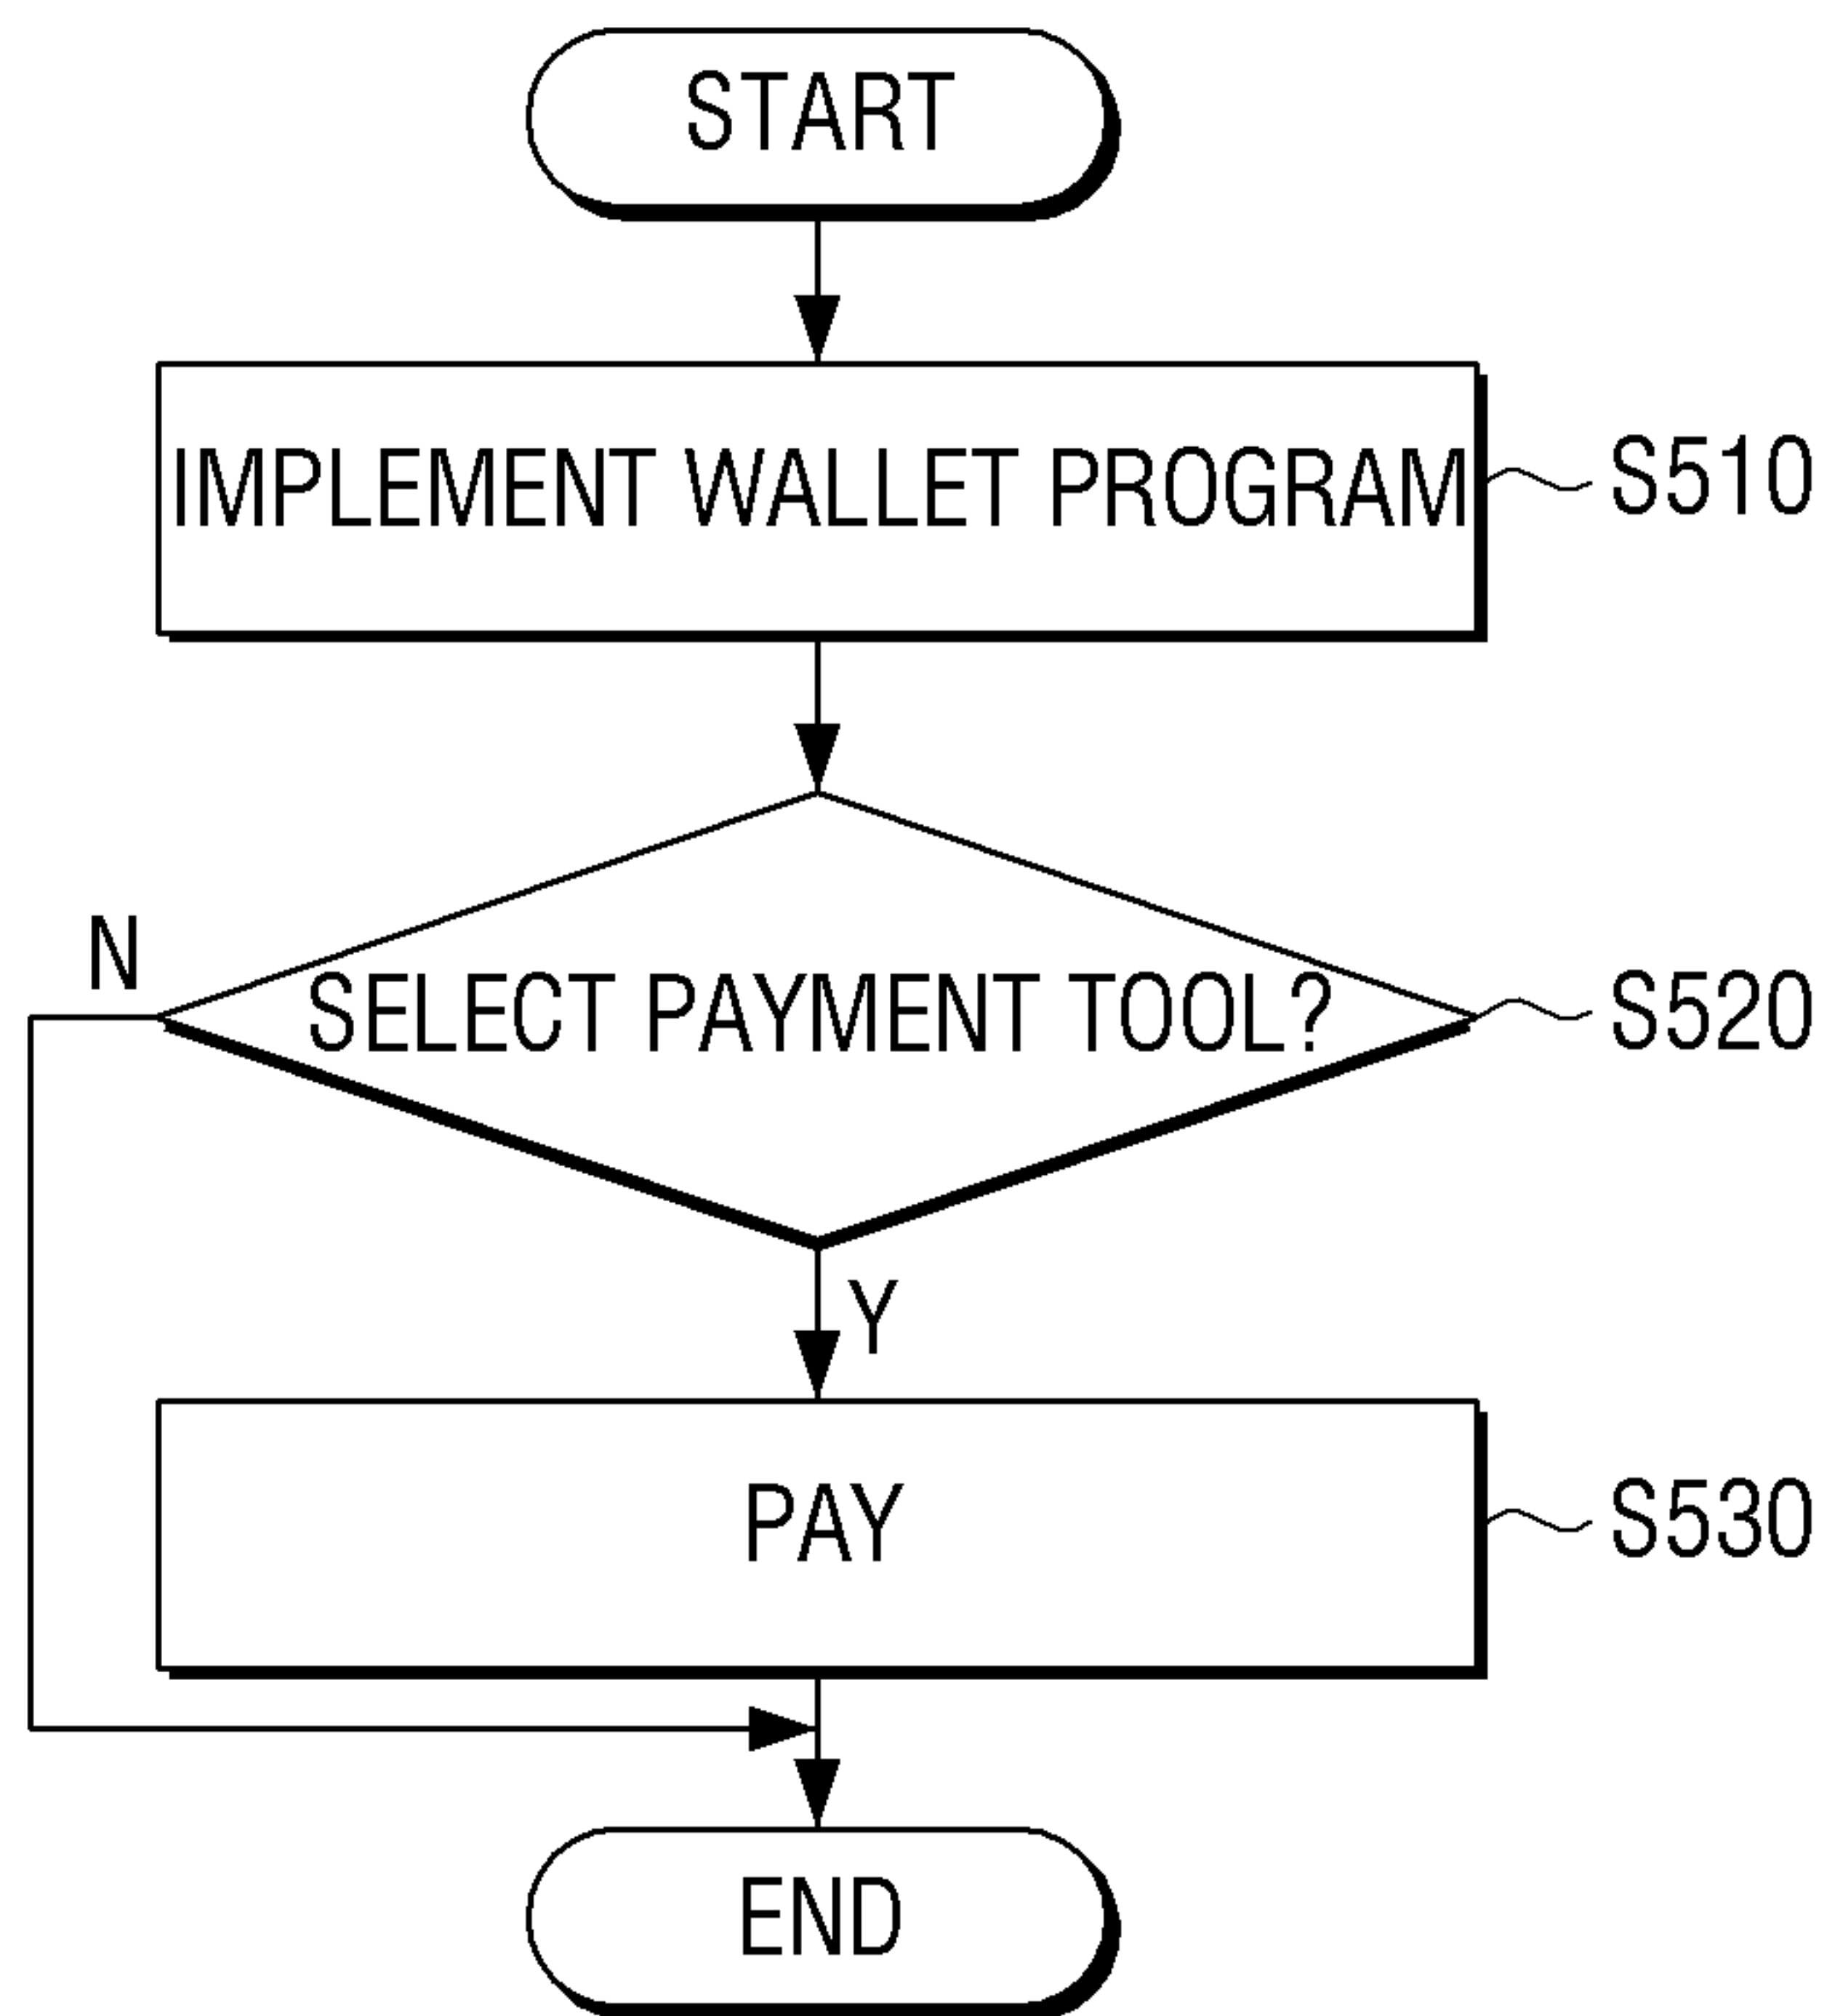 START
IMPLEMENT WALLET PROGRAM
S510
N
SELECT PAYMENT TOOL?
S520
Y
PAY
S530
END